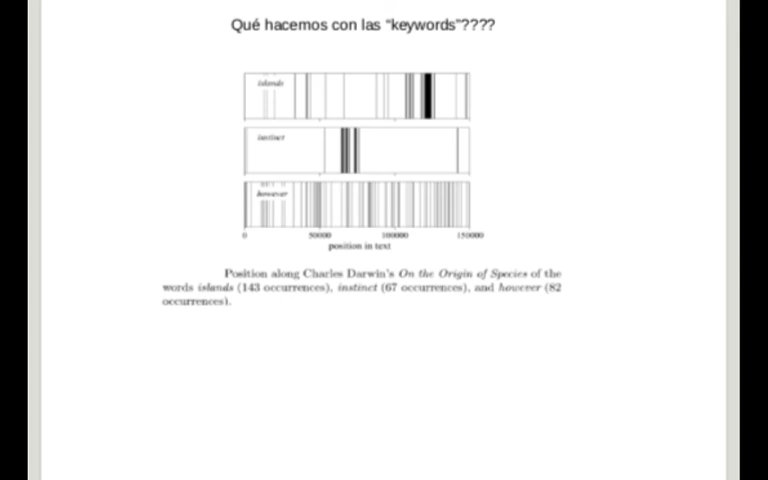 Qué hacemos con las “keywords”????
islands
instinct
however
0 50000 100000 150000
position in text
Position along Charles Darwin's On the Origin of Species of the
words islands (143 occurrences), instinct (67 occurrences), and however (82
occurrences).